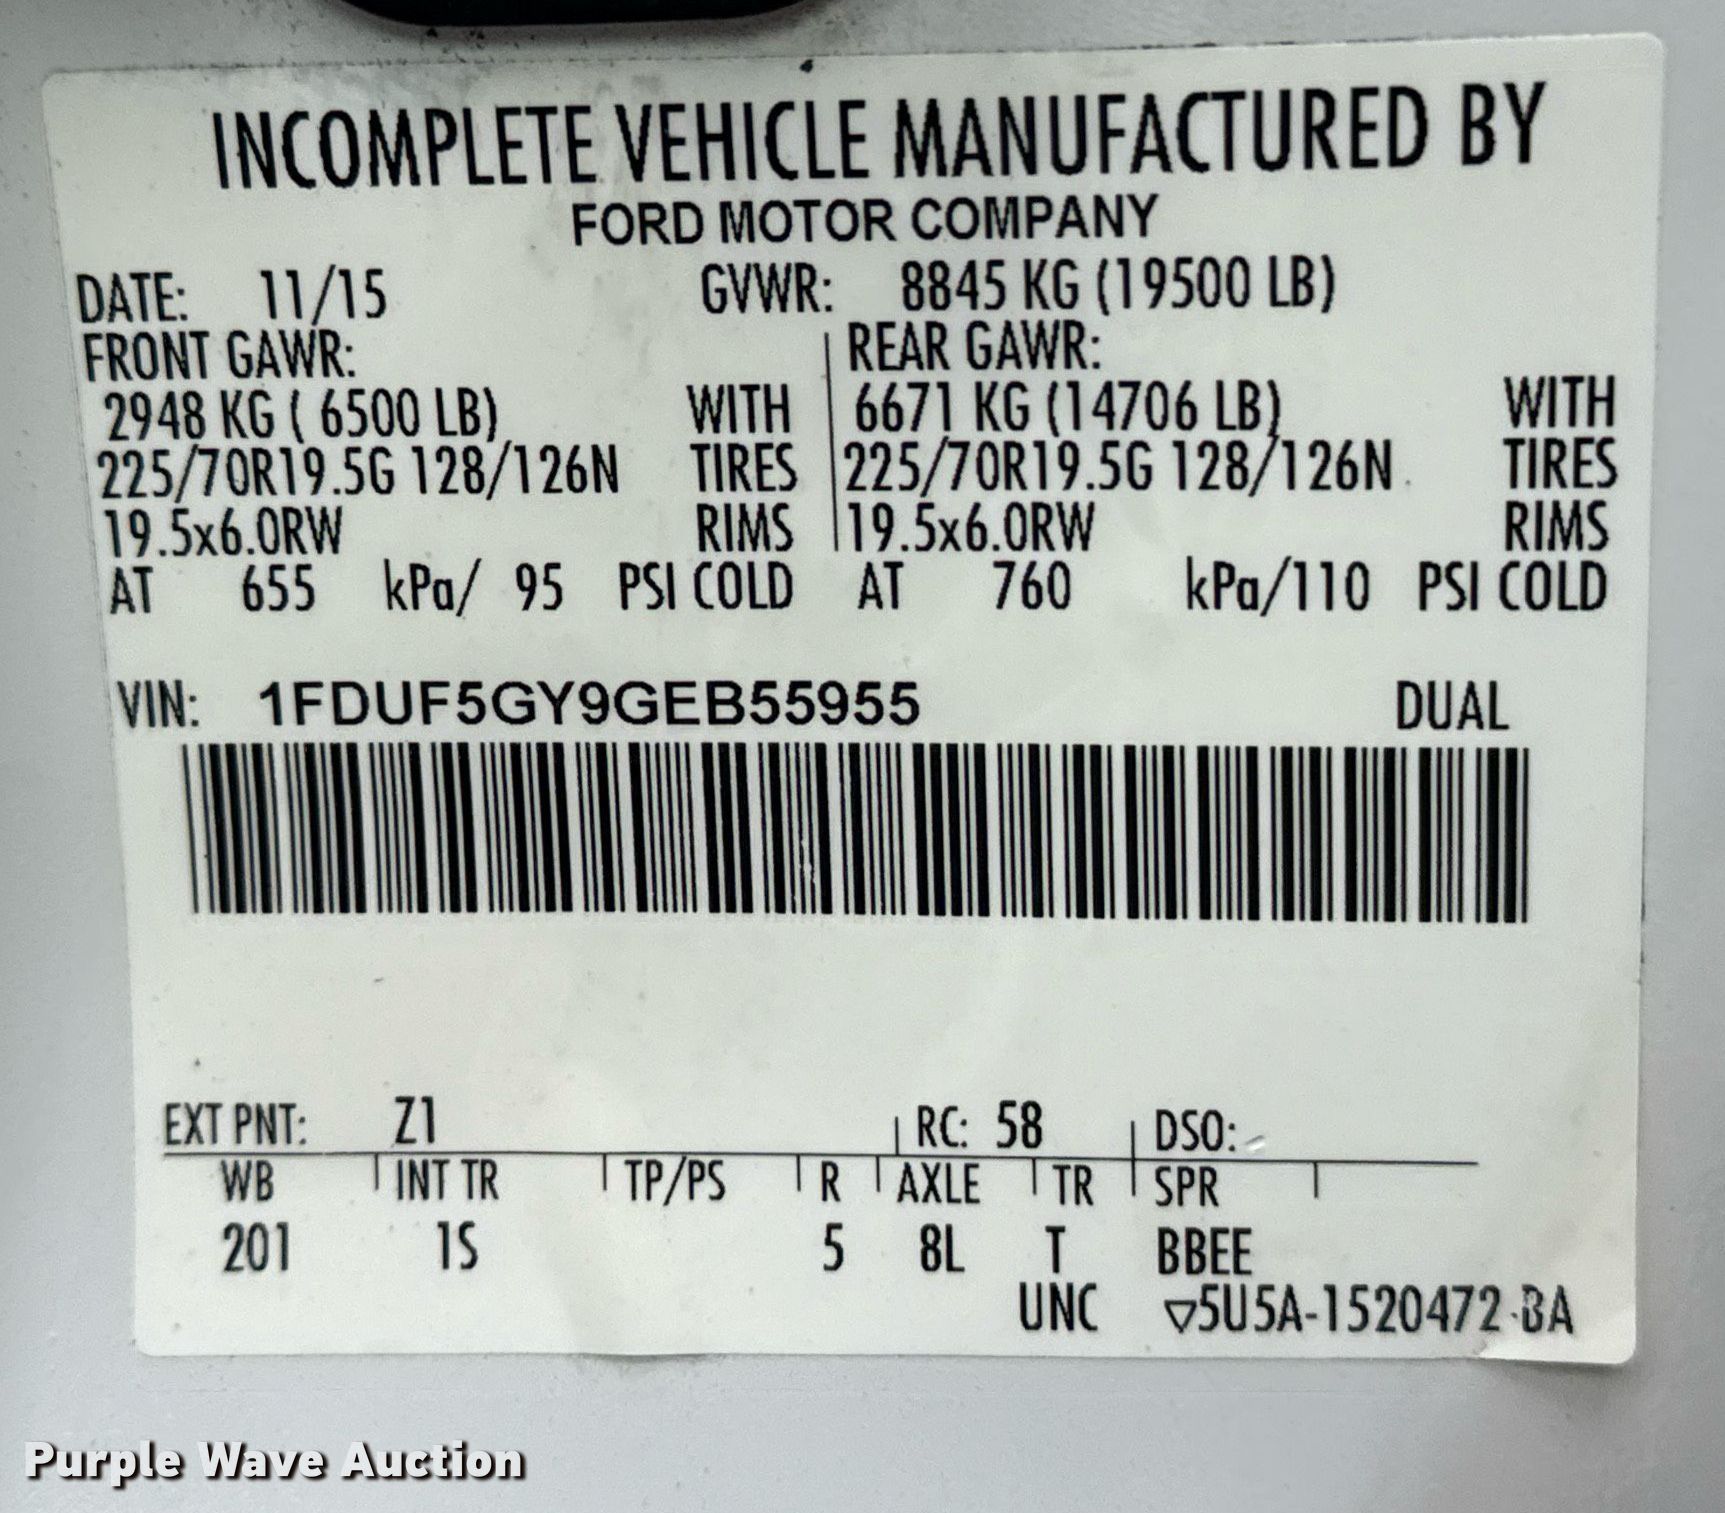 INCOMPLETE VEHICLE MANUFACTURED BY
FORD MOTOR COMPANY
DATE: 11/15 GVWR: 8845 KG (19500 LB)
FRONT GAWR: REAR GAWR:
2948 KG ( 6500 LB) WITH 6671 KG (14706 LB) WITH
225/70R19.5G 128/126N TIRES 225/70R19.5G 128/126N TIRES
19.5x6.0RW RIMS 19.5x6.0RW RIMS
AT 655 kPa/ 95 PSI COLD AT 760 kPa/110 PSI COLD
VIN: 1FDUF5GY9GEB55955 DUAL
EXT PNT: Z1 RC: 58 DSO:
WB INT TR TP/PS R AXLE TR SPR
201 1S 5 8L T BBEE
UNC ▽5U5A-1520472-BA
Purple Wave Auction